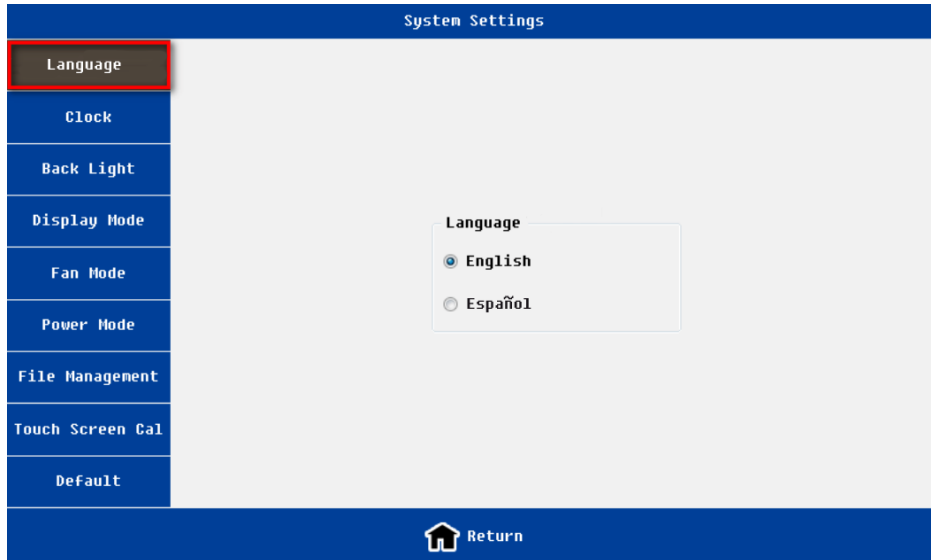 System Settings
Language
Clock
Back Light
Display Mode
Fan Mode
Power Mode
File Management
Touch Screen Cal
Default
Language
English
Español
Return